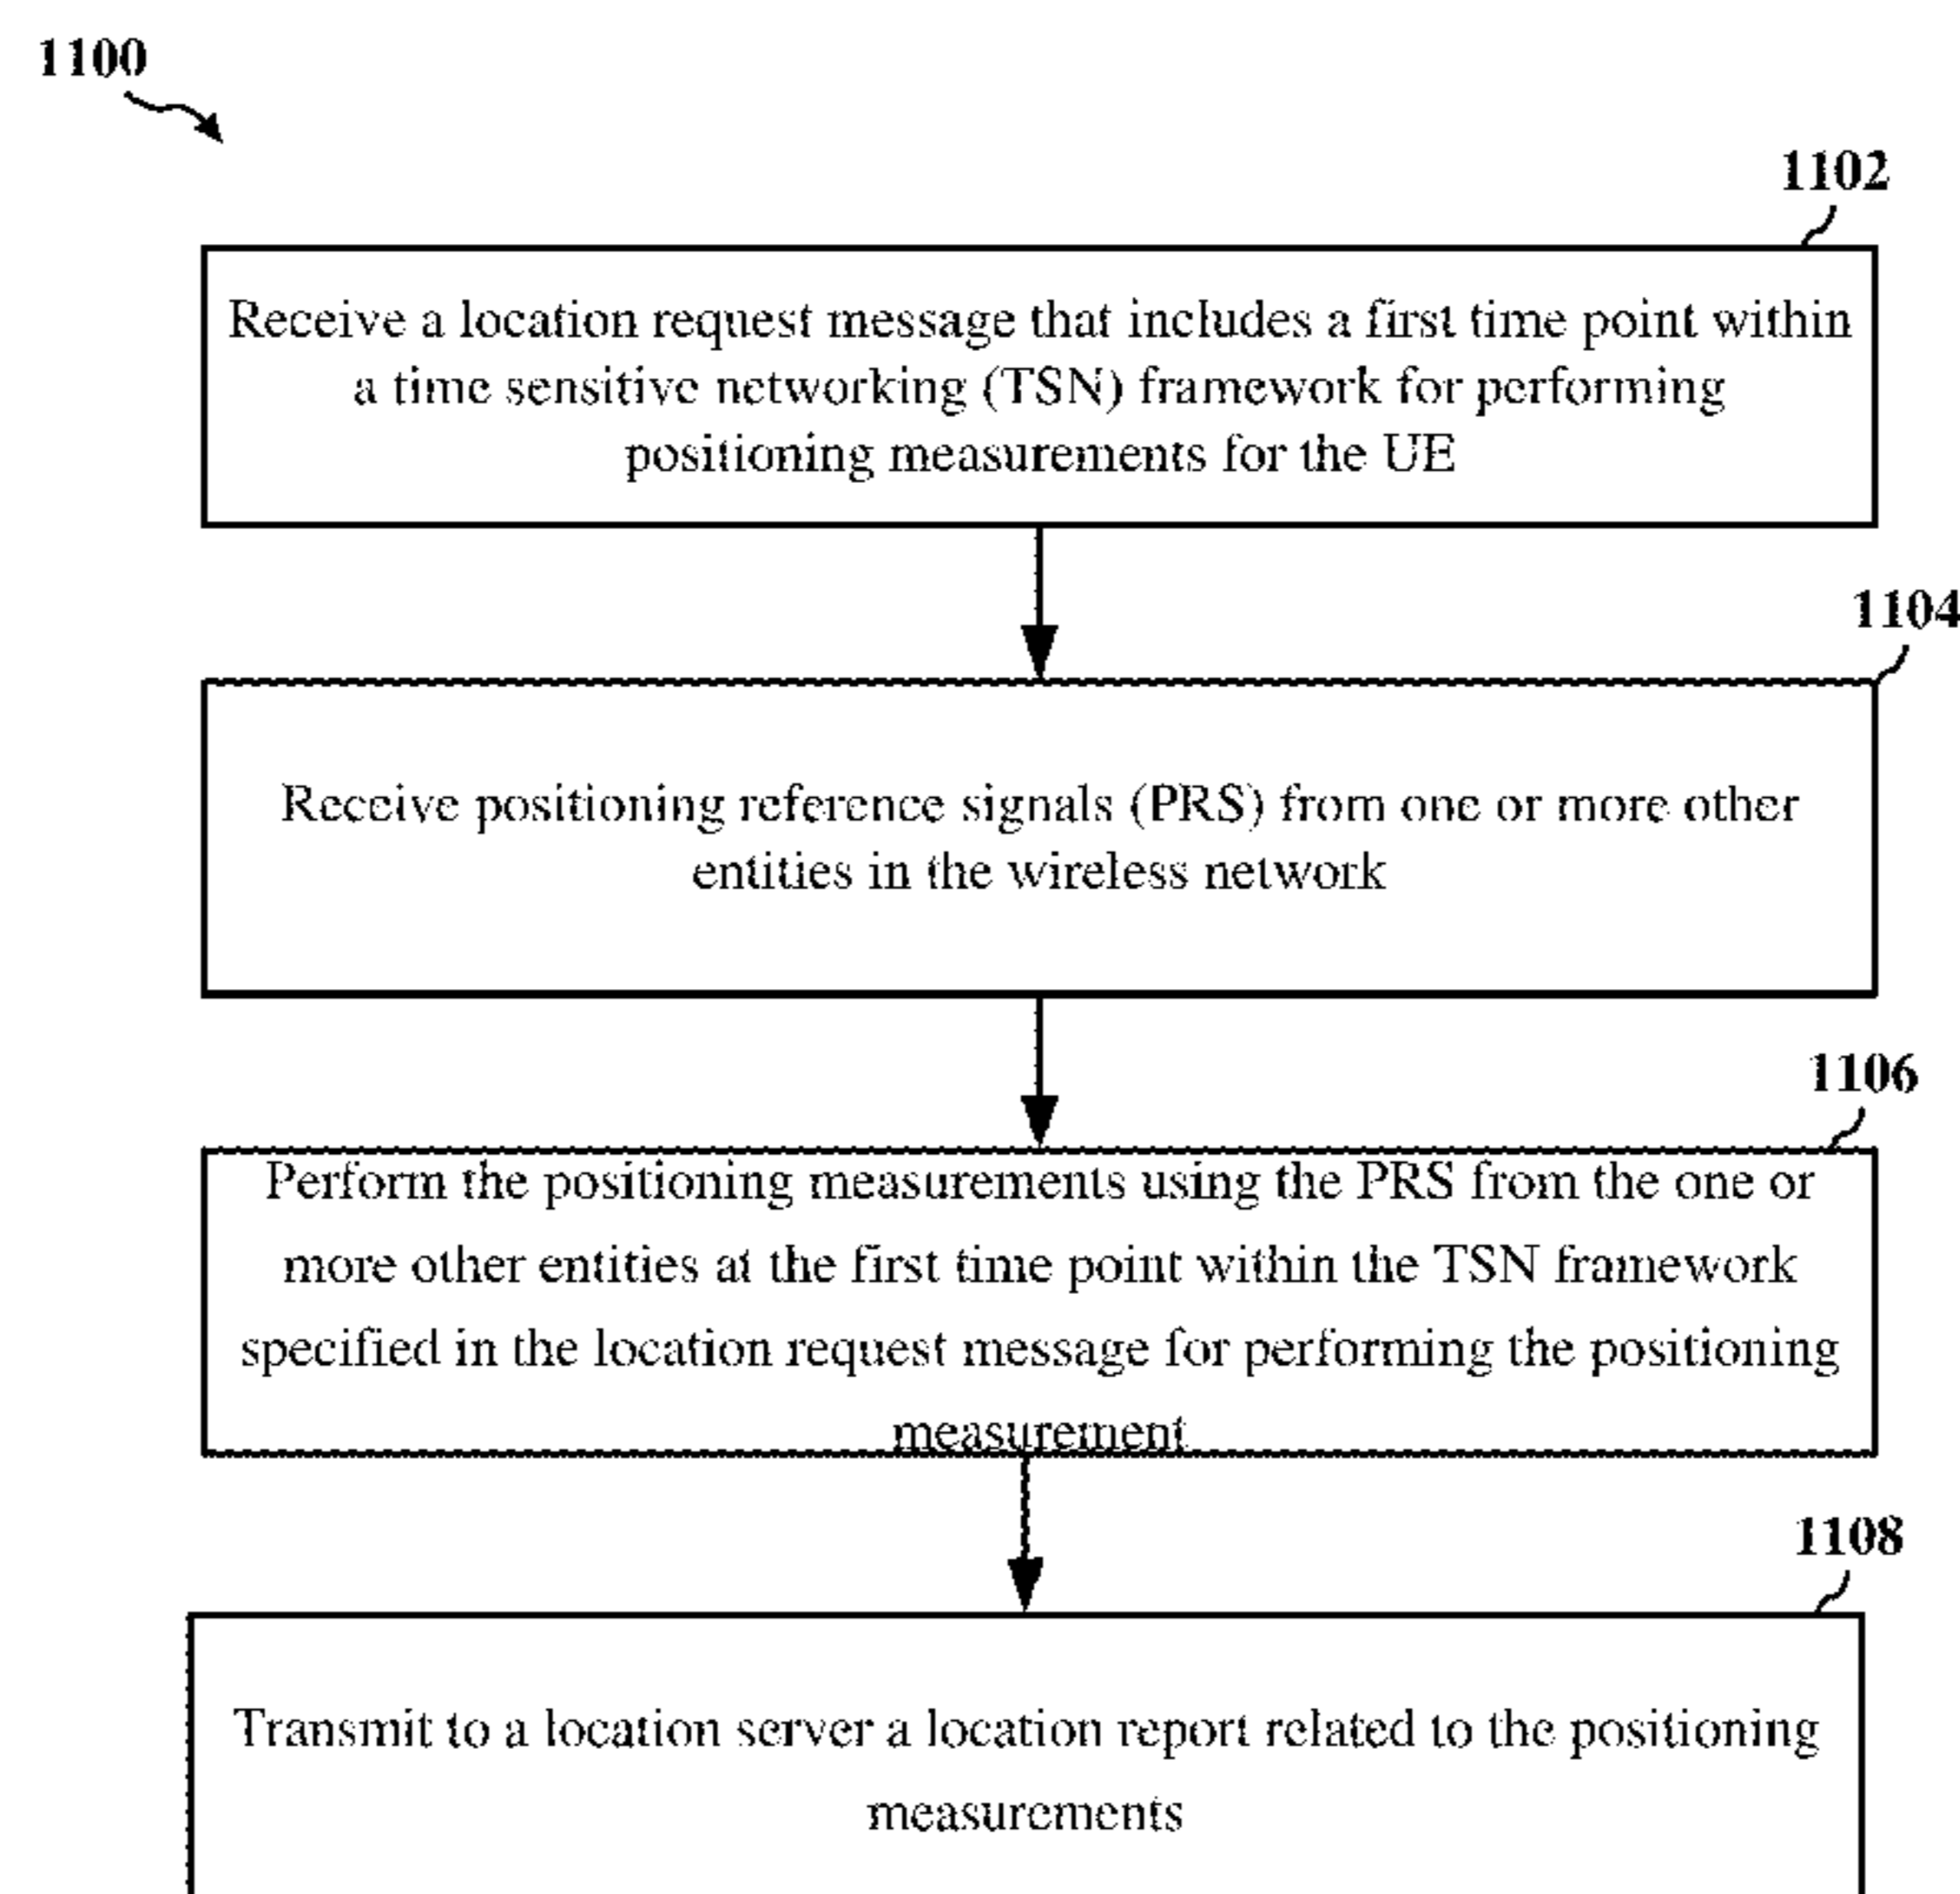 1100
1102
Receive a location request message that includes a first time point within
a time sensitive networking (TSN) framework for performing
positioning measurements for the UE
1104
Receive positioning reference signals (PRS) from one or more other
entities in the wireless network
1106
Perform the positioning measurements using the PRS from the one or
more other entities at the first time point within the TSN framework
specified in the location request message for performing the positioning
measurement
1108
Transmit to a location server a location report related to the positioning
measurements